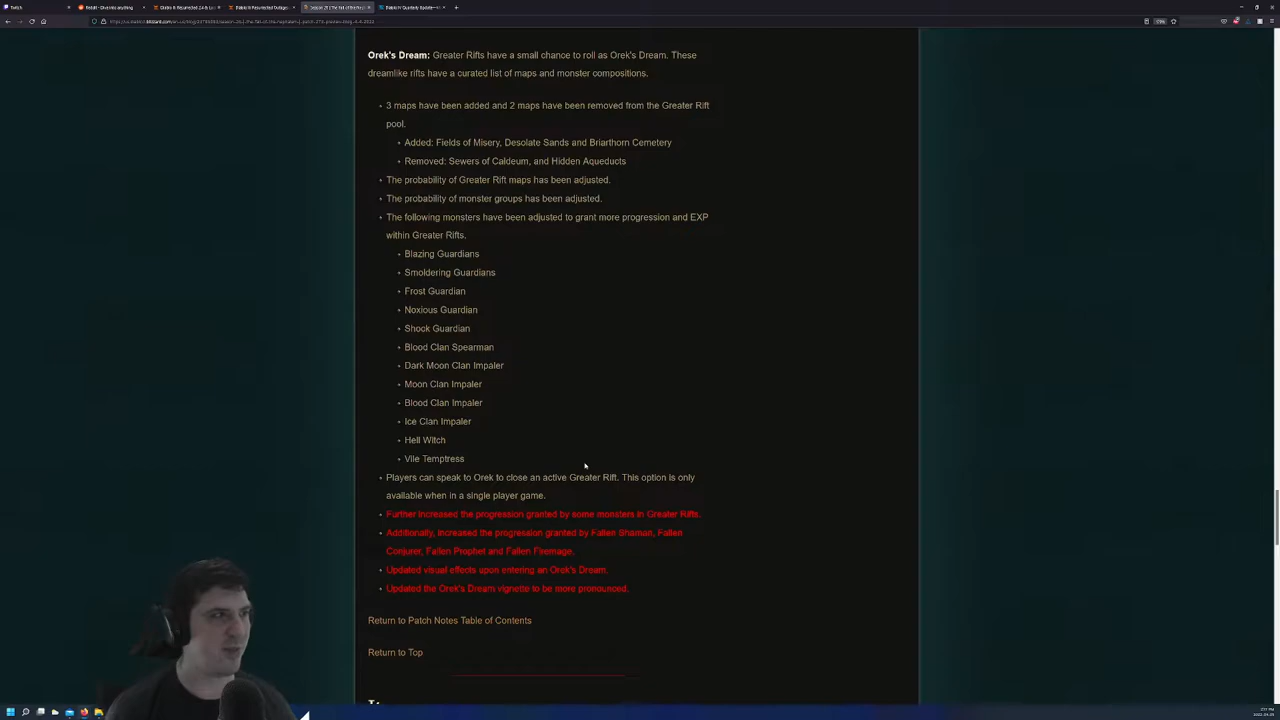 Twitch
Reddit - Dive into anything
Orek's Dream: Greater Rifts have a small chance to roll as Orek's Dream. These
dreamlike rifts have a curated list of maps and monster compositions.
• 3 maps have been added and 2 maps have been removed from the Greater Rift
pool.
• Added: Fields of Misery, Desolate Sands and Briarthorn Cemetery
• Removed: Sewers of Caldeum, and Hidden Aqueducts
• The probability of Greater Rift maps has been adjusted.
• The probability of monster groups has been adjusted.
• The following monsters have been adjusted to grant more progression and EXP
within Greater Rifts.
• Blazing Guardians
• Smoldering Guardians
• Frost Guardian
• Noxious Guardian
• Shock Guardian
• Blood Clan Spearman
• Dark Moon Clan Impaler
• Moon Clan Impaler
• Blood Clan Impaler
• Ice Clan Impaler
• Hell Witch
• Vile Temptress
• Players can speak to Orek to close an active Greater Rift. This option is only
available when in a single player game.
• Further increased the progression granted by some monsters in Greater Rifts.
• Additionally, increased the progression granted by Fallen Shaman, Fallen
Conjurer, Fallen Prophet and Fallen Firemage.
• Updated visual effects upon entering an Orek's Dream.
• Updated the Orek's Dream vignette to be more pronounced.
Return to Patch Notes Table of Contents
Return to Top